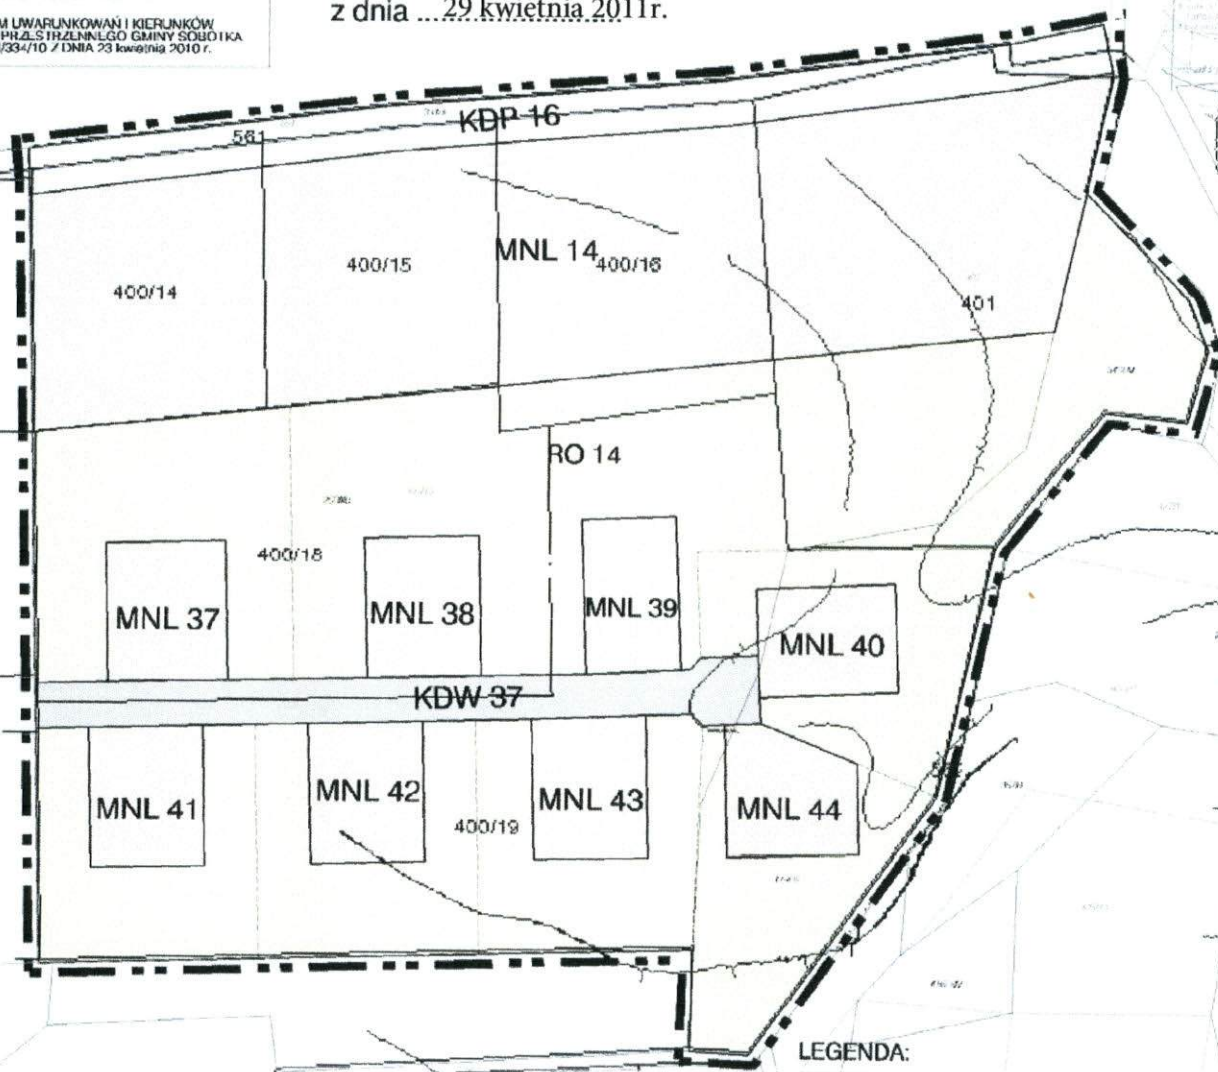 z dnia ...29 kwietnia 2011r.
M UWARUNKOWAŃ I KIERUNKÓW
PRZESTRZENNEGO GMINY SOBÓTKA
/334/10 Z DNIA 23 kwietnia 2010 r.
KDP 16
561
MNL 14
400/14
400/15
400/16
401
RO 14
400/18
MNL 37
MNL 38
MNL 39
MNL 40
KDW 37
MNL 41
MNL 42
MNL 43
MNL 44
400/19
LEGENDA: